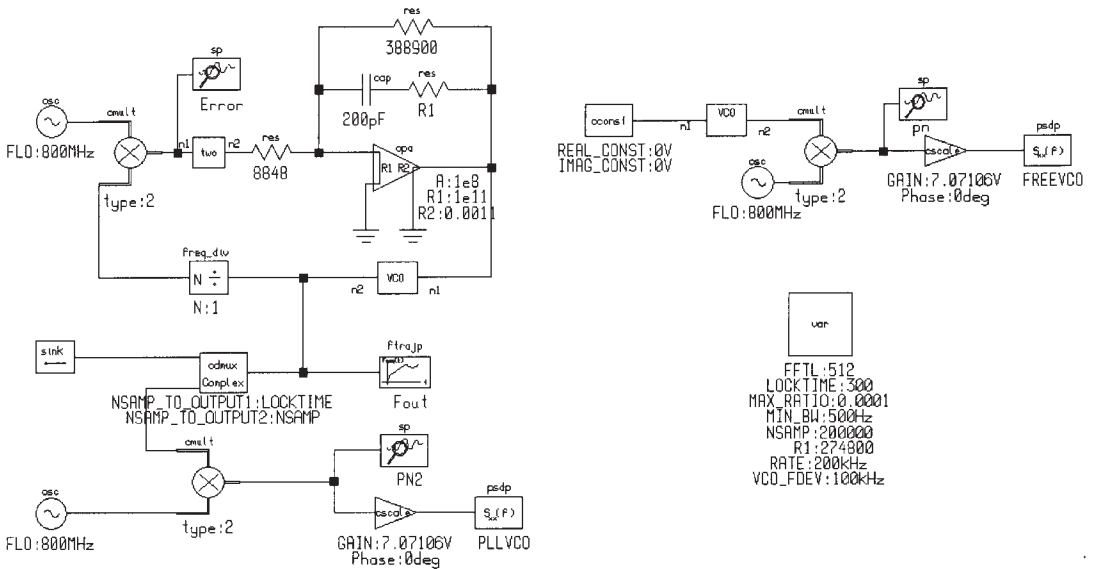 res
388900
cap
res
200pF
R1
sp
Error
osc
FLO:800MHz
cmult
n1
two
n2
res
8848
type:2
opa
R1 R2
A:1e8
R1:1e11
R2:0.0011
freq_div
N ÷
N:1
n2
VCO
n1
sink
cdmux
Complex
NSAMP_TO_OUTPUT1:LOCKTIME
NSAMP_TO_OUTPUT2:NSAMP
ftrajp
Fout
cmult
osc
FLO:800MHz
type:2
sp
PN2
cscale
GAIN:7.07106V
Phase:0deg
psdp
Sxx(f)
PLLVCO
cconst
REAL_CONST:0V
IMAG_CONST:0V
n1
VCO
n2
cmult
osc
FLO:800MHz
type:2
sp
pn
cscale
GAIN:7.07106V
Phase:0deg
psdp
Sxx(f)
FREEVCO
var
FFTL:512
LOCKTIME:300
MAX_RATIO:0.0001
MIN_BW:500Hz
NSAMP:200000
R1:274800
RATE:200kHz
VCO_FDEV:100kHz